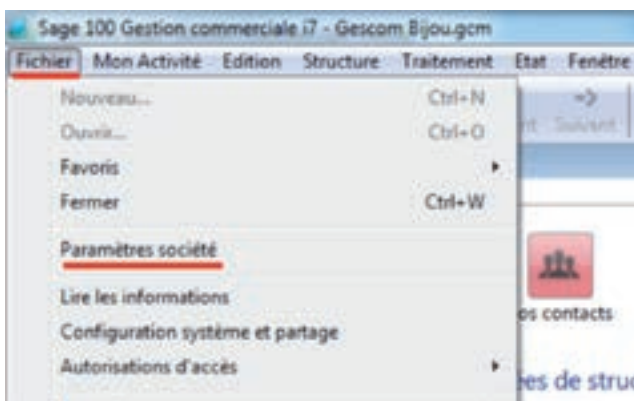 Sage 100 Gestion commerciale i7 - Gescom Bijou.gcm
Fichier Mon Activité Edition Structure Traitement Etat Fenêtre
Nouveau... Ctrl+N
Ouvrir... Ctrl+O
nt Suivant
Favoris
Fermer Ctrl+W
Paramètres société
Lire les informations
os contacts
Configuration système et partage
Autorisations d'accès
es de struc